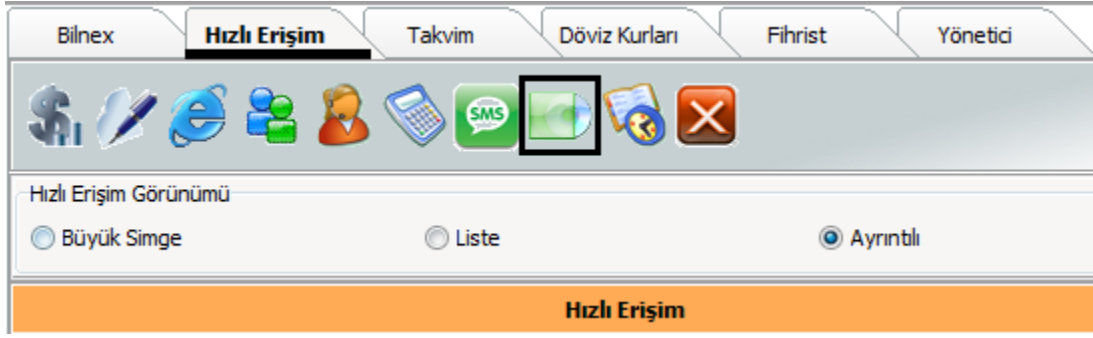 Bilnex Hızlı Erişim Takvim Döviz Kurları Fihrist Yönetici
SMS
Hızlı Erişim Görünümü
Büyük Simge Liste Ayrıntılı
Hızlı Erişim